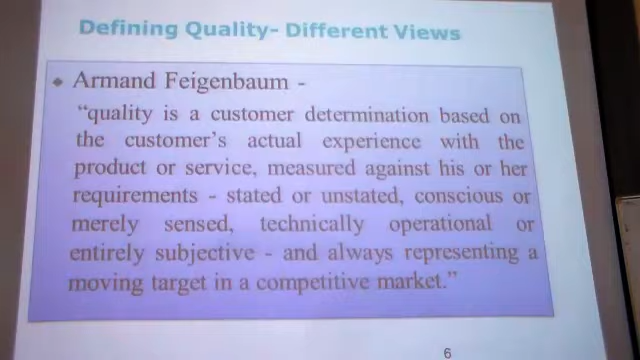 Defining Quality- Different Views
◆ Armand Feigenbaum -
“quality is a customer determination based on
the customer’s actual experience with the
product or service, measured against his or her
requirements - stated or unstated, conscious or
merely sensed, technically operational or
entirely subjective - and always representing a
moving target in a competitive market.”
6